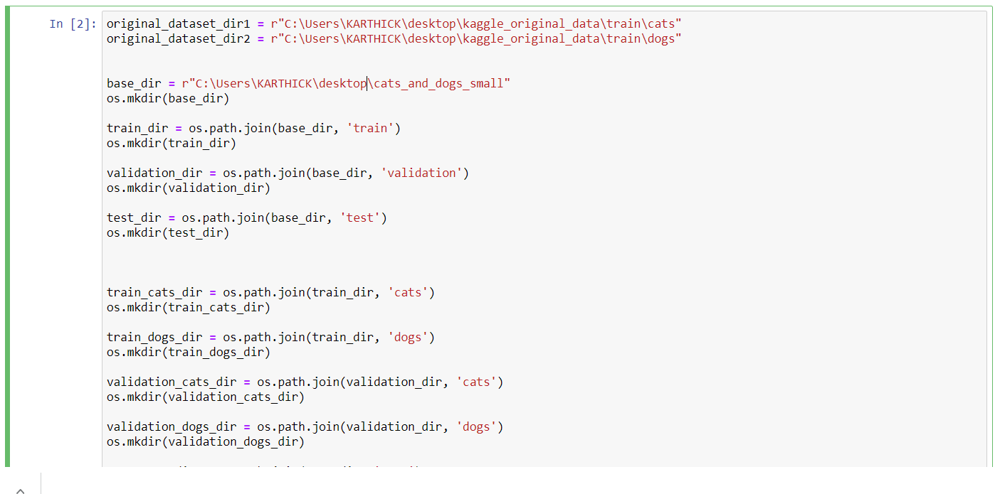 In [2]:
original_dataset_dir1 = r"C:\Users\KARTHICK\desktop\kaggle_original_data\train\cats"
original_dataset_dir2 = r"C:\Users\KARTHICK\desktop\kaggle_original_data\train\dogs"
base_dir = r"C:\Users\KARTHICK\desktop\cats_and_dogs_small"
os.mkdir(base_dir)
train_dir = os.path.join(base_dir, 'train')
os.mkdir(train_dir)
validation_dir = os.path.join(base_dir, 'validation')
os.mkdir(validation_dir)
test_dir = os.path.join(base_dir, 'test')
os.mkdir(test_dir)
train_cats_dir = os.path.join(train_dir, 'cats')
os.mkdir(train_cats_dir)
train_dogs_dir = os.path.join(train_dir, 'dogs')
os.mkdir(train_dogs_dir)
validation_cats_dir = os.path.join(validation_dir, 'cats')
os.mkdir(validation_cats_dir)
validation_dogs_dir = os.path.join(validation_dir, 'dogs')
os.mkdir(validation_dogs_dir)